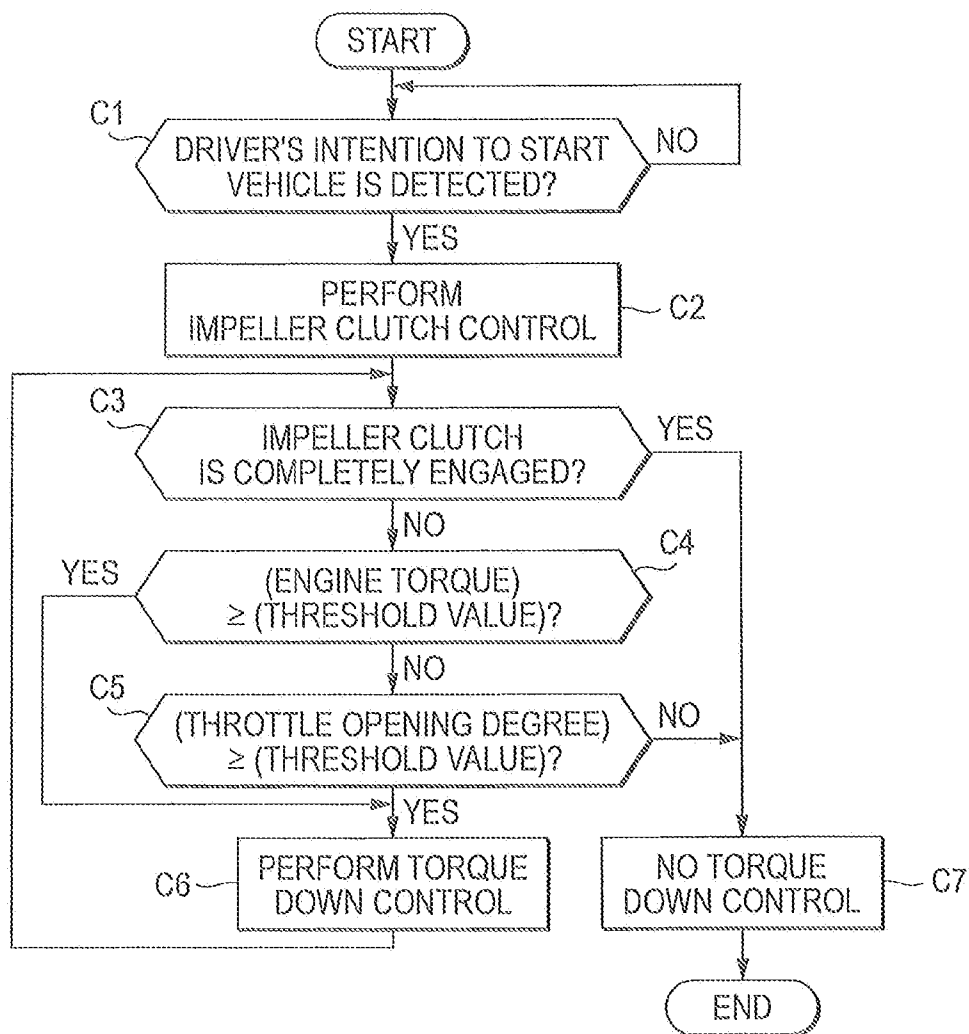 START
C1
DRIVER'S INTENTION TO START
VEHICLE IS DETECTED?
NO
YES
PERFORM
IMPELLER CLUTCH CONTROL
C2
C3
IMPELLER CLUTCH
IS COMPLETELY ENGAGED?
YES
NO
C4
YES
(ENGINE TORQUE)
≥ (THRESHOLD VALUE)?
NO
C5
(THROTTLE OPENING DEGREE)
≥ (THRESHOLD VALUE)?
NO
YES
C6
PERFORM TORQUE
DOWN CONTROL
NO TORQUE
DOWN CONTROL
C7
END